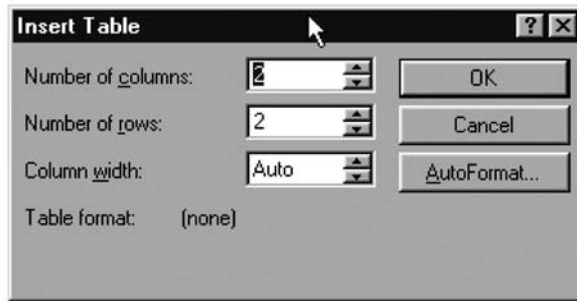 Insert Table
Number of columns: 2 OK
Number of rows: 2 Cancel
Column width: Auto AutoFormat...
Table format: (none)